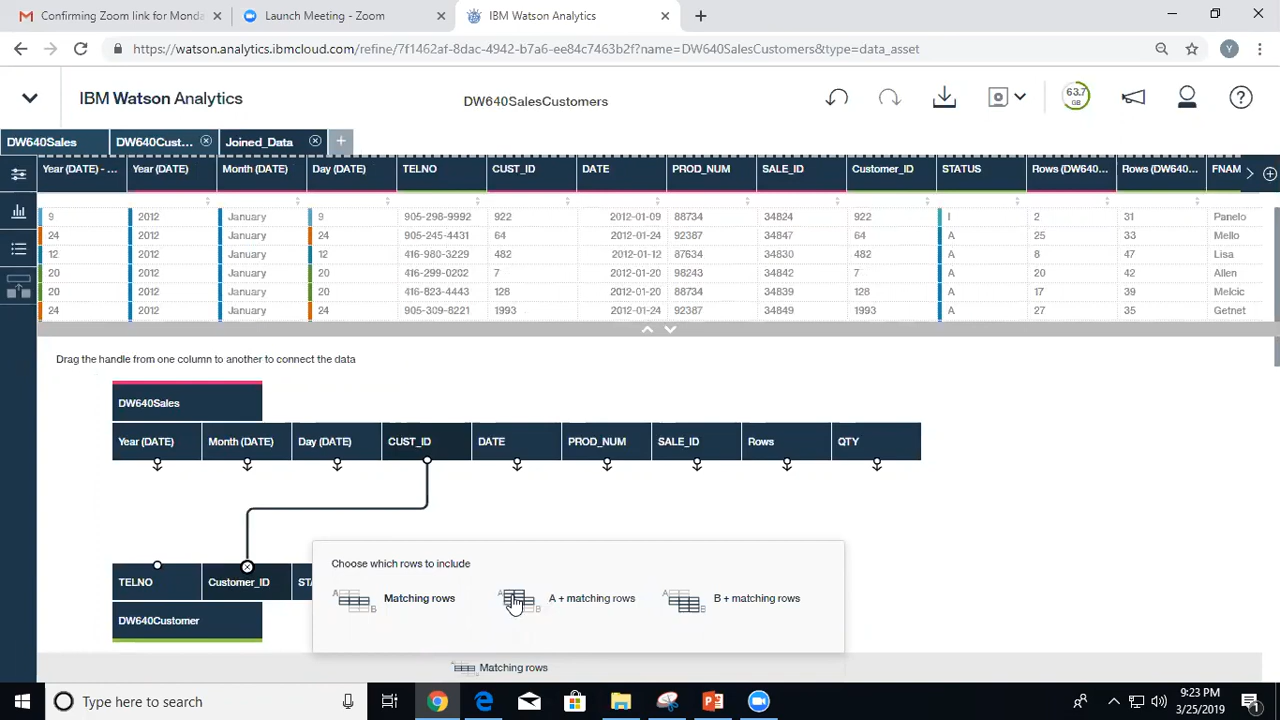 Confirming Zoom link for Monda
Launch Meeting - Zoom
IBM Watson Analytics
https://watson.analytics.ibmcloud.com/refine/7f1462af-8dac-4942-b7a6-ee84c7463b2f?name=DW640SalesCustomers&type=data_asset
Y
IBM Watson Analytics
DW640SalesCustomers
63.7
GB
DW640Sales
DW640Cust...
Joined_Data
Year (DATE) - ... Year (DATE) Month (DATE) Day (DATE) TELNO CUST_ID DATE PROD_NUM SALE_ID Customer_ID STATUS Rows (DW640... Rows (DW640... FNAM
9 2012 January 9 905-298-9992 922 2012-01-09 88734 34824 922 I 2 31 Panelo
24 2012 January 24 905-245-4431 64 2012-01-24 92387 34847 64 A 25 33 Mello
12 2012 January 12 416-980-3229 482 2012-01-12 87634 34830 482 A 8 47 Lisa
20 2012 January 20 416-299-0202 7 2012-01-20 98243 34842 7 A 20 42 Allen
20 2012 January 20 416-823-4443 128 2012-01-20 88734 34839 128 A 17 39 Melcic
24 2012 January 24 905-309-8221 1993 2012-01-24 92387 34849 1993 A 27 35 Getnet
Drag the handle from one column to another to connect the data
DW640Sales
Year (DATE) Month (DATE) Day (DATE) CUST_ID DATE PROD_NUM SALE_ID Rows QTY
Choose which rows to include
TELNO Customer_ID STA
A B Matching rows A B A + matching rows A B B + matching rows
DW640Customer
Matching rows
Type here to search
9:23 PM
3/25/2019
1